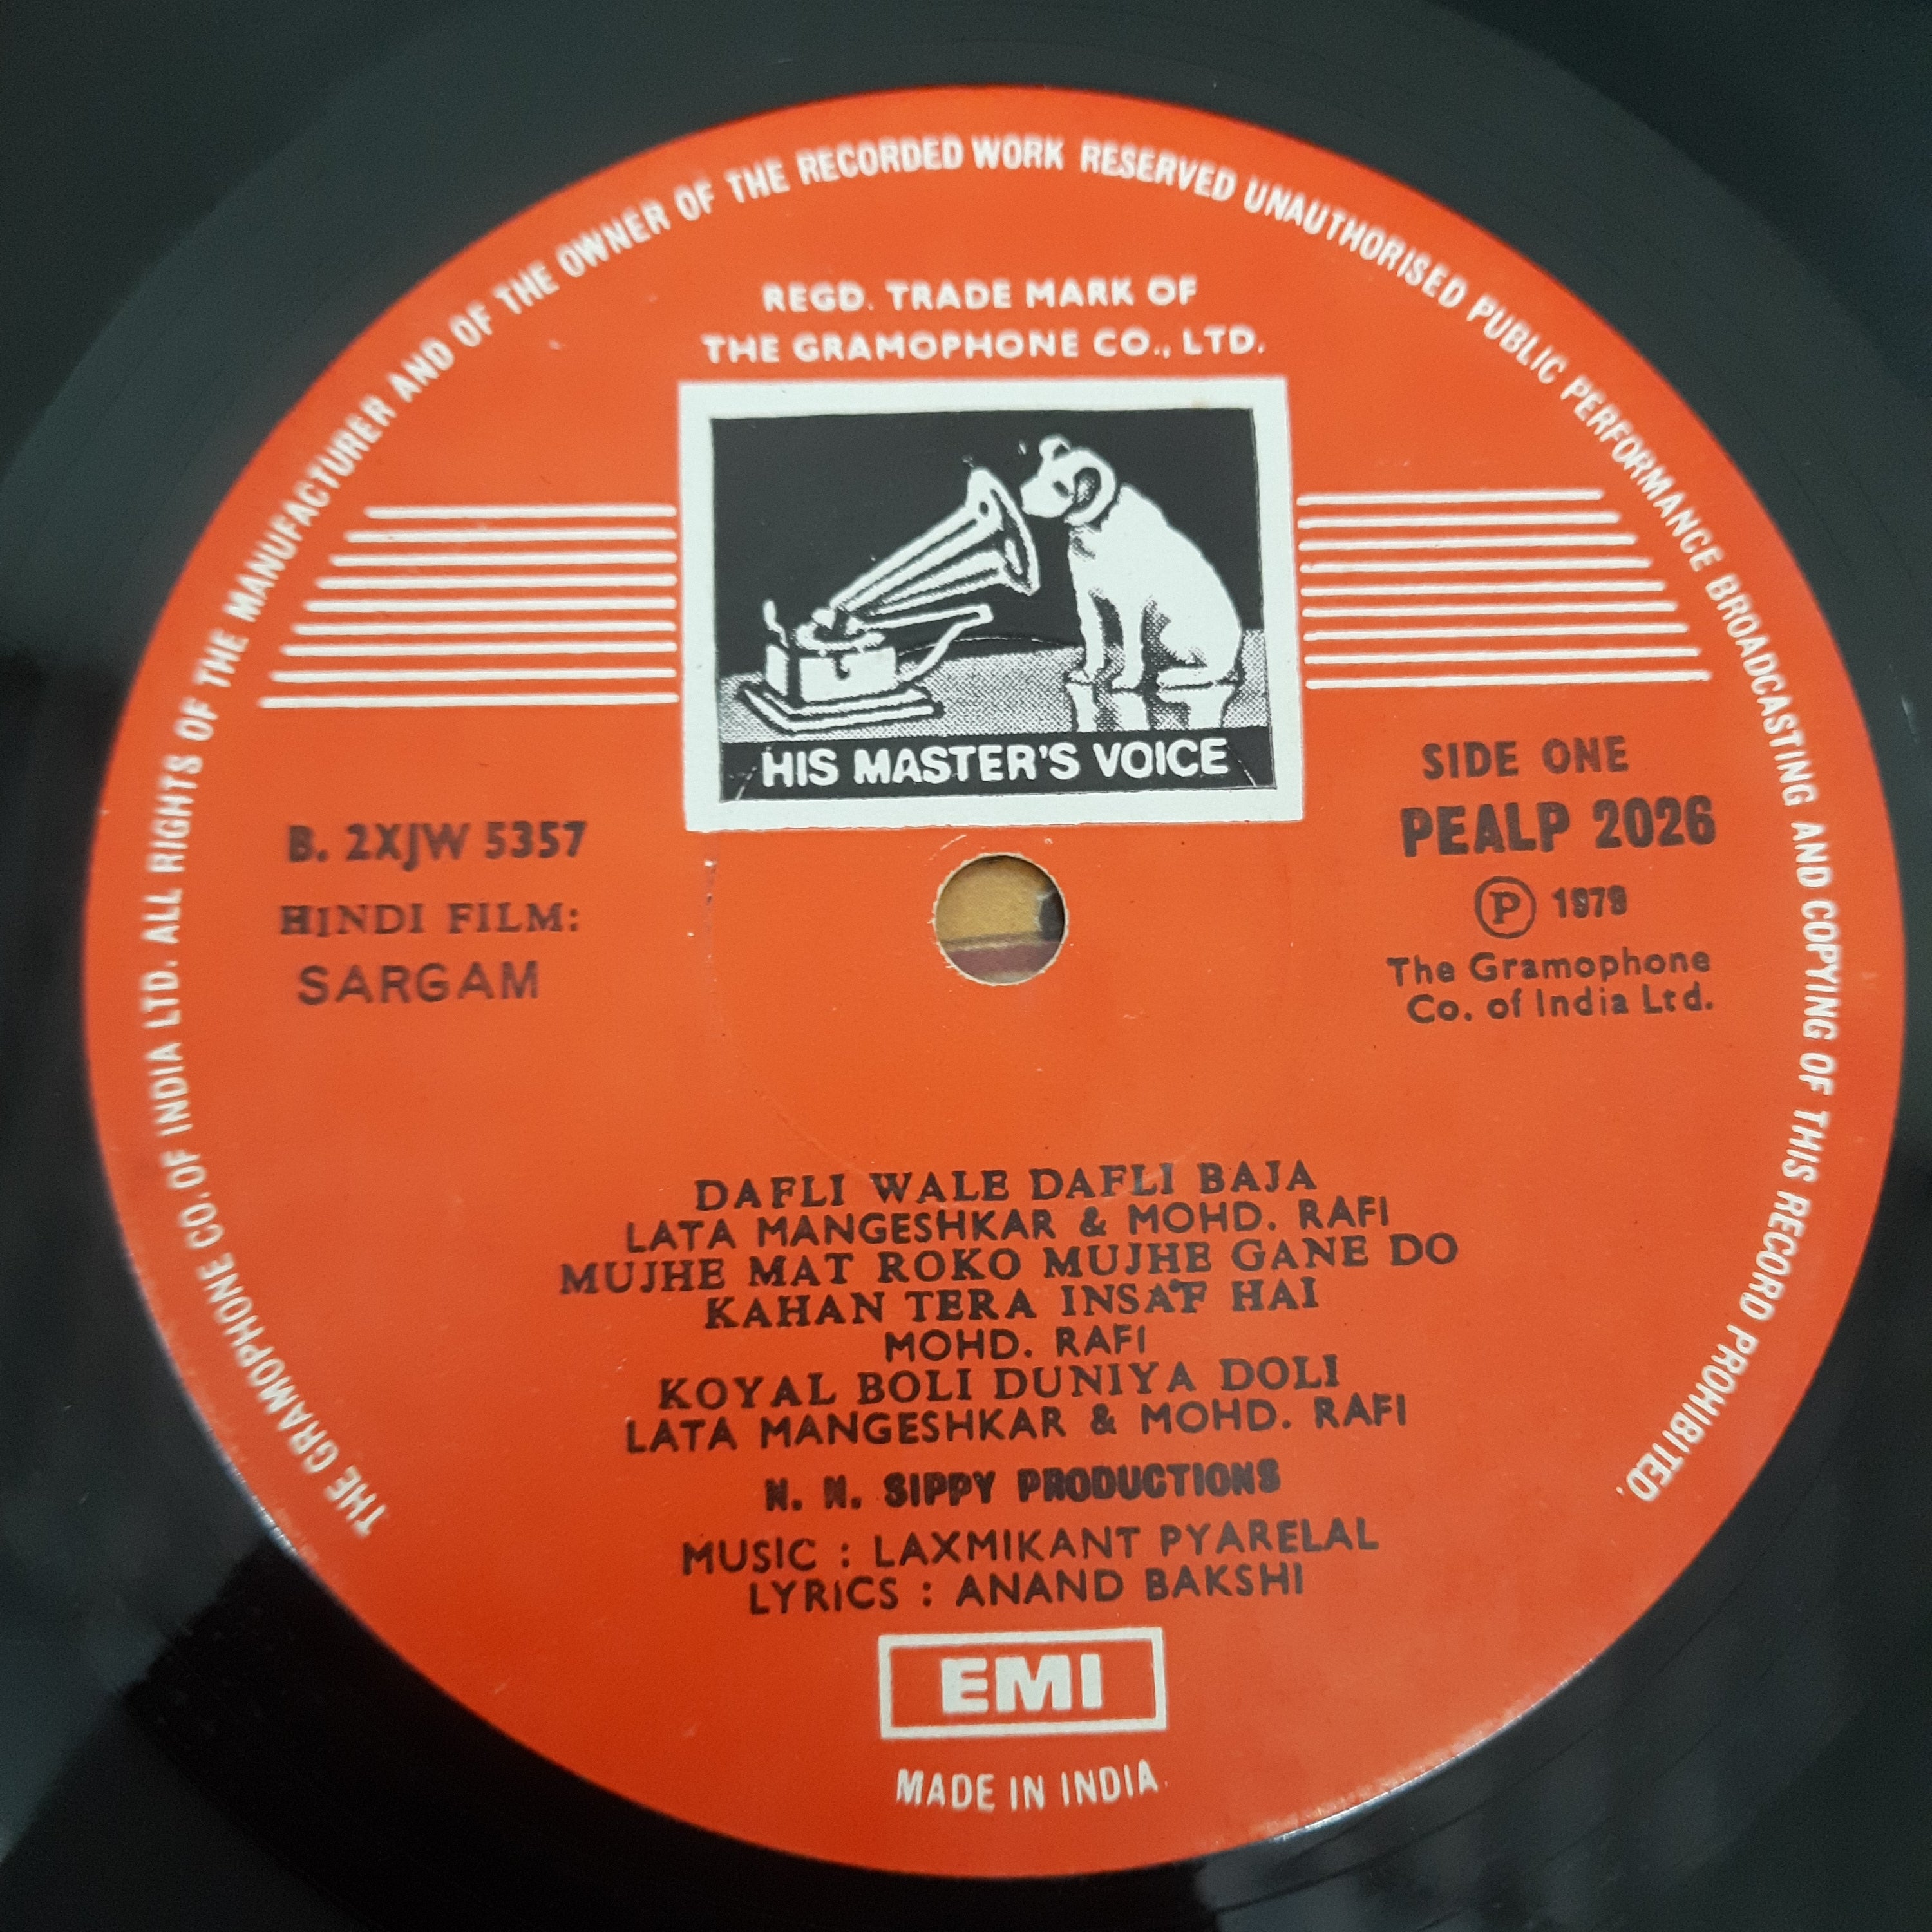 THE GRAMOPHONE CO. OF INDIA LTD. ALL RIGHTS OF THE MANUFACTURER AND OF THE OWNER OF THE RECORDED WORK RESERVED UNAUTHORISED PUBLIC PERFORMANCE BROADCASTING AND COPYING OF THIS RECORD PROHIBITED.
REGD. TRADE MARK OF
THE GRAMOPHONE CO., LTD.
HIS MASTER'S VOICE
B. 2XJW 5357
HINDI FILM:
SARGAM
SIDE ONE
PEALP 2026
Ⓟ 1979
The Gramophone
Co. of India Ltd.
DAFLI WALE DAFLI BAJA
LATA MANGESHKAR & MOHD. RAFI
MUJHE MAT ROKO MUJHE GANE DO
KAHAN TERA INSAF HAI
MOHD. RAFI
KOYAL BOLI DUNIYA DOLI
LATA MANGESHKAR & MOHD. RAFI
N. N. SIPPY PRODUCTIONS
MUSIC : LAXMIKANT PYARELAL
LYRICS : ANAND BAKSHI
EMI
MADE IN INDIA